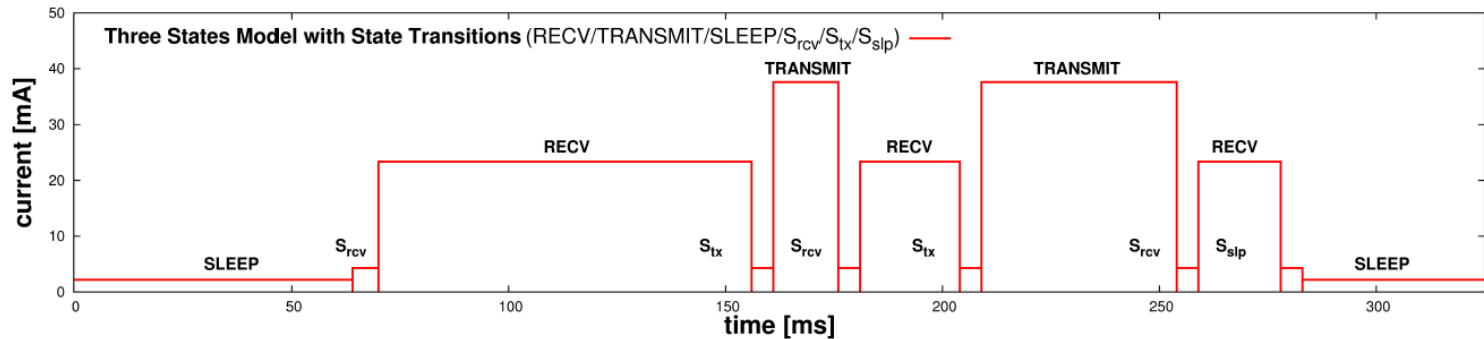 50
40
30
20
10
0
current [mA]
Three States Model with State Transitions (RECV/TRANSMIT/SLEEP/Srcv/Stx/Sslp)
TRANSMIT TRANSMIT
RECV RECV RECV
Srcv Stx Srcv Stx Srcv Sslp
SLEEP SLEEP
0 50 100 150 200 250 300
time [ms]